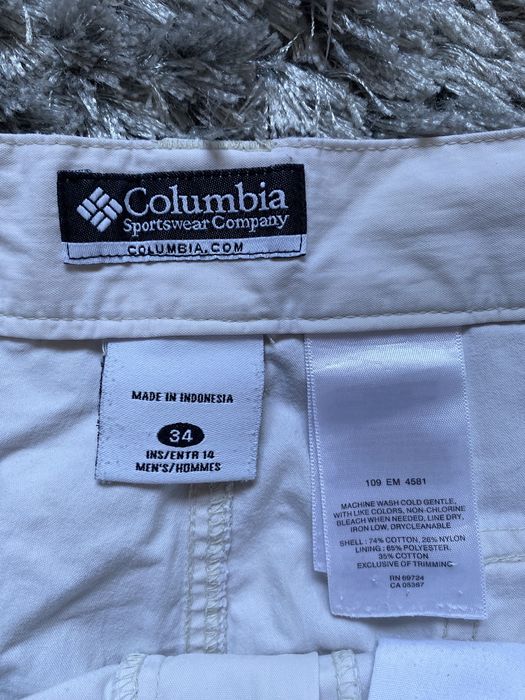 Columbia
Sportswear Company
COLUMBIA.COM
MADE IN INDONESIA
34
INS/ENTR 14
MEN'S/HOMMES
109 EM 4581
MACHINE WASH COLD GENTLE,
WITH LIKE COLORS, NON-CHLORINE
BLEACH WHEN NEEDED, LINE DRY,
IRON LOW, DRYCLEANABLE
SHELL : 74% COTTON, 26% NYLON
LINING : 65% POLYESTER,
35% COTTON
EXCLUSIVE OF TRIMMING
RN 69724
CA 05367